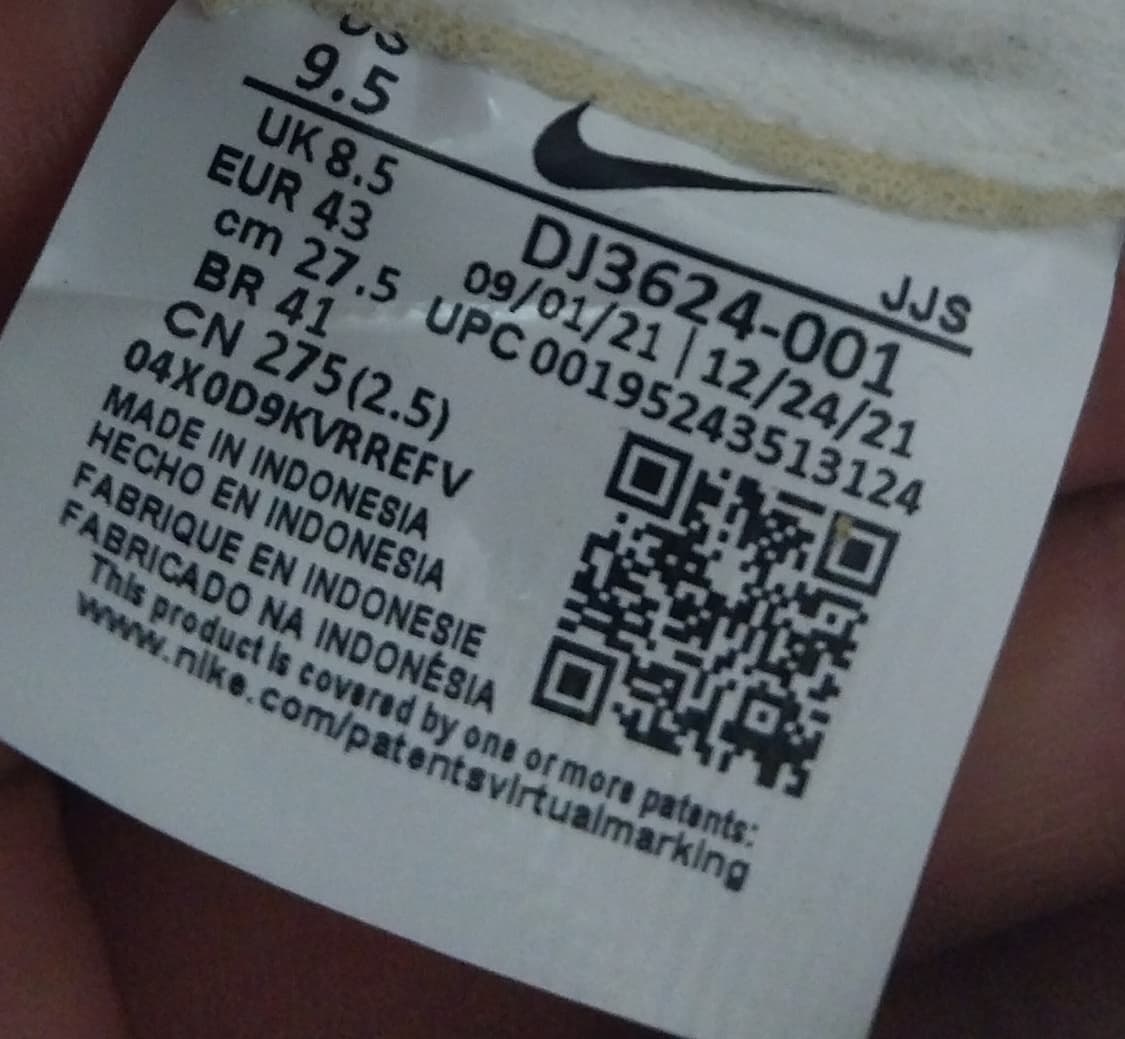 US
9.5
UK 8.5
EUR 43
cm 27.5
BR 41
CN 275(2.5)
04X0D9KVRREFV
MADE IN INDONESIA
HECHO EN INDONESIA
FABRIQUE EN INDONESIE
FABRICADO NA INDONÉSIA
This product is covered by one or more patents:
www.nike.com/patentsvirtualmarking
JJS
DJ3624-001
09/01/21 | 12/24/21
UPC 00195243513124